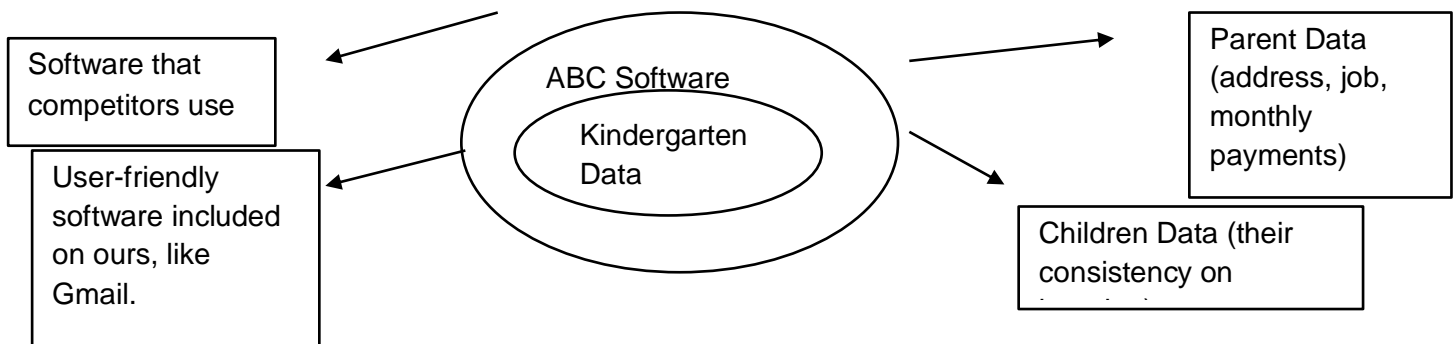 Software that
competitors use
User-friendly
software included
on ours, like
Gmail.
ABC Software
Kindergarten
Data
Parent Data
(address, job,
monthly
payments)
Children Data (their
consistency on